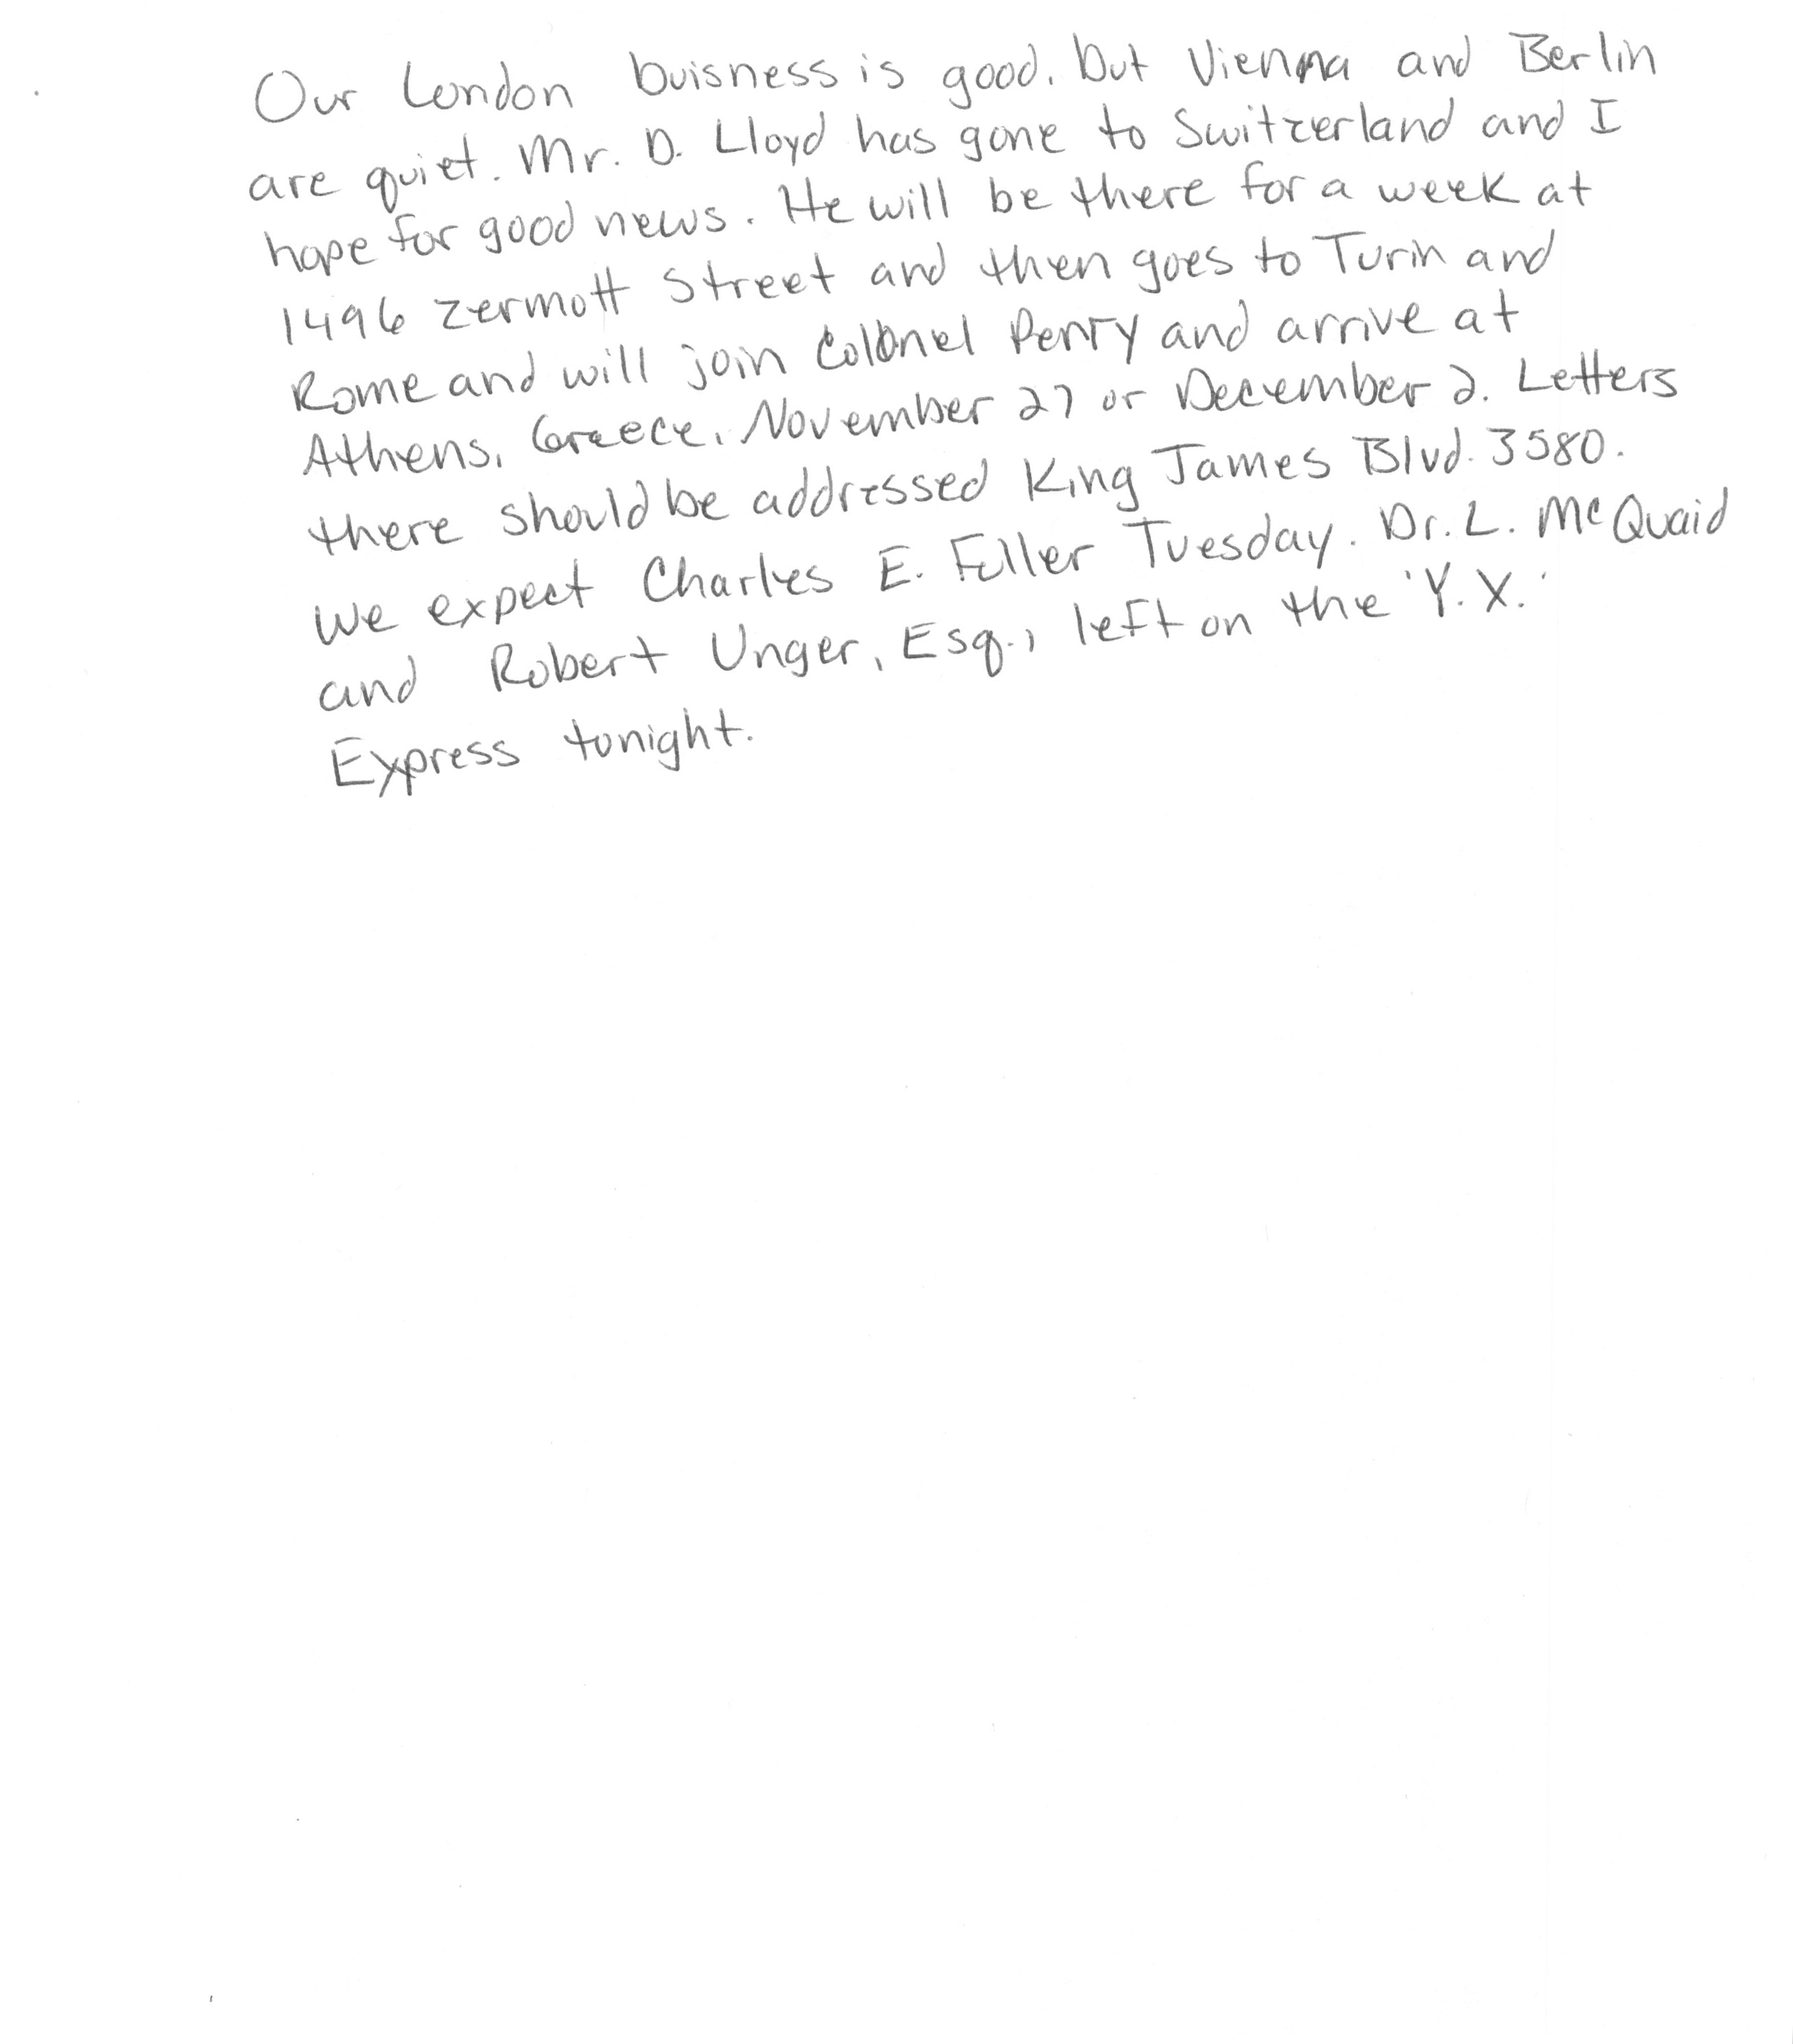 Our London buisness is good, but Vienna and Berlin
are quiet. Mr. D. Lloyd has gone to Switzerland and I
hope for good news. He will be there for a week at
1496 Zermott Street and then goes to Turin and
Rome and will join Colonel Perry and arrive at
Athens, Greece, November 27 or December 2. Letters
there should be addressed King James Blvd. 3580.
We expect Charles E. Fuller Tuesday. Dr. L. McQuaid
and Robert Unger, Esq., left on the 'Y.X.'
Express tonight.